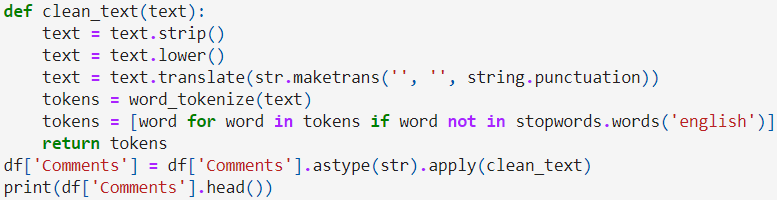 def clean_text(text):
    text = text.strip()
    text = text.lower()
    text = text.translate(str.maketrans('', '', string.punctuation))
    tokens = word_tokenize(text)
    tokens = [word for word in tokens if word not in stopwords.words('english')]
    return tokens
df['Comments'] = df['Comments'].astype(str).apply(clean_text)
print(df['Comments'].head())